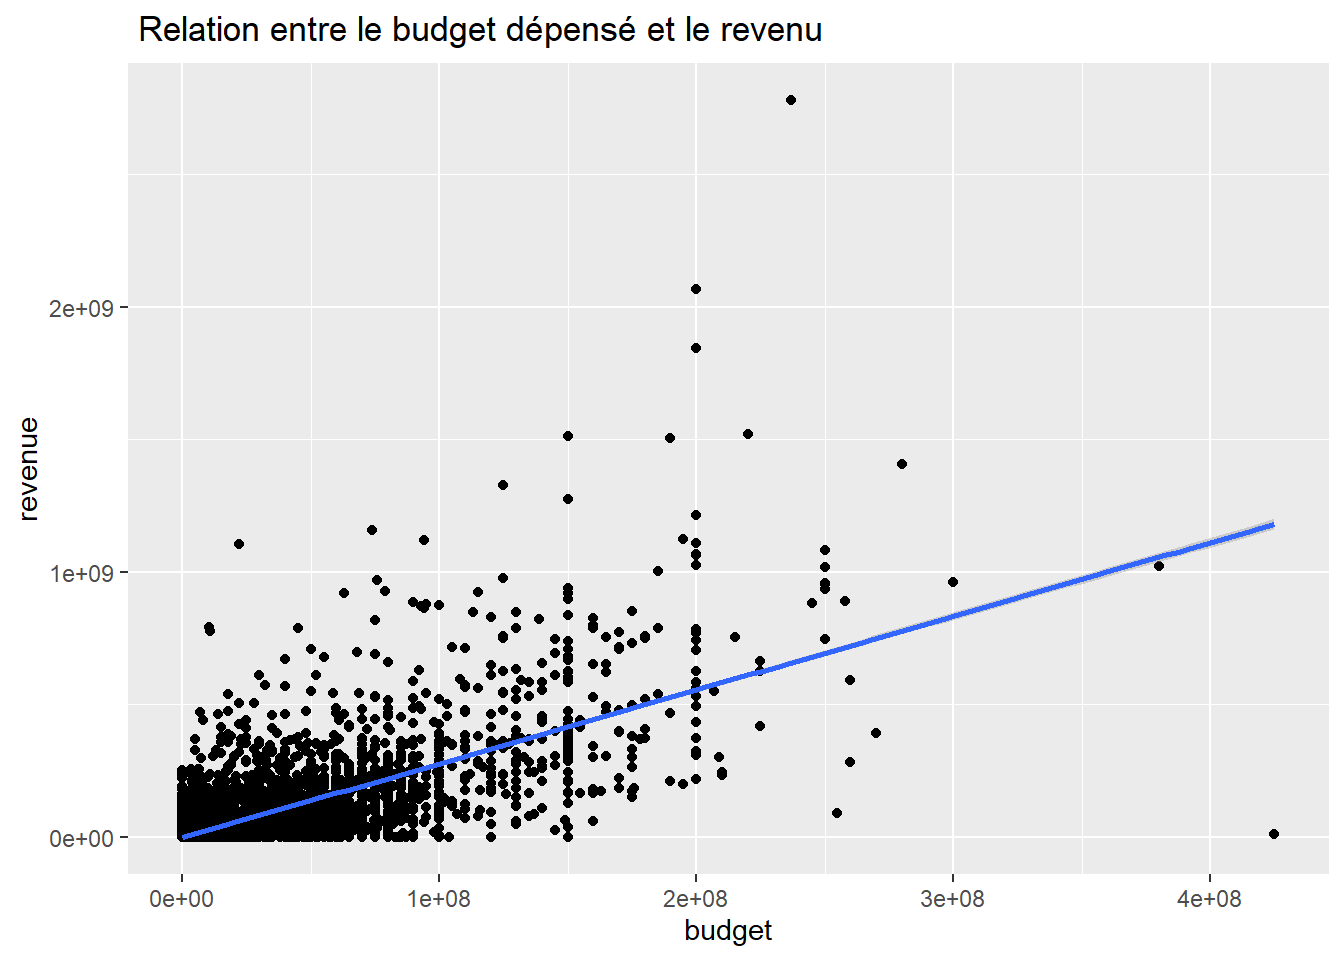 Relation entre le budget dépensé et le revenu
2e+09
1e+09
0e+00
revenue
0e+00 1e+08 2e+08 3e+08 4e+08
budget